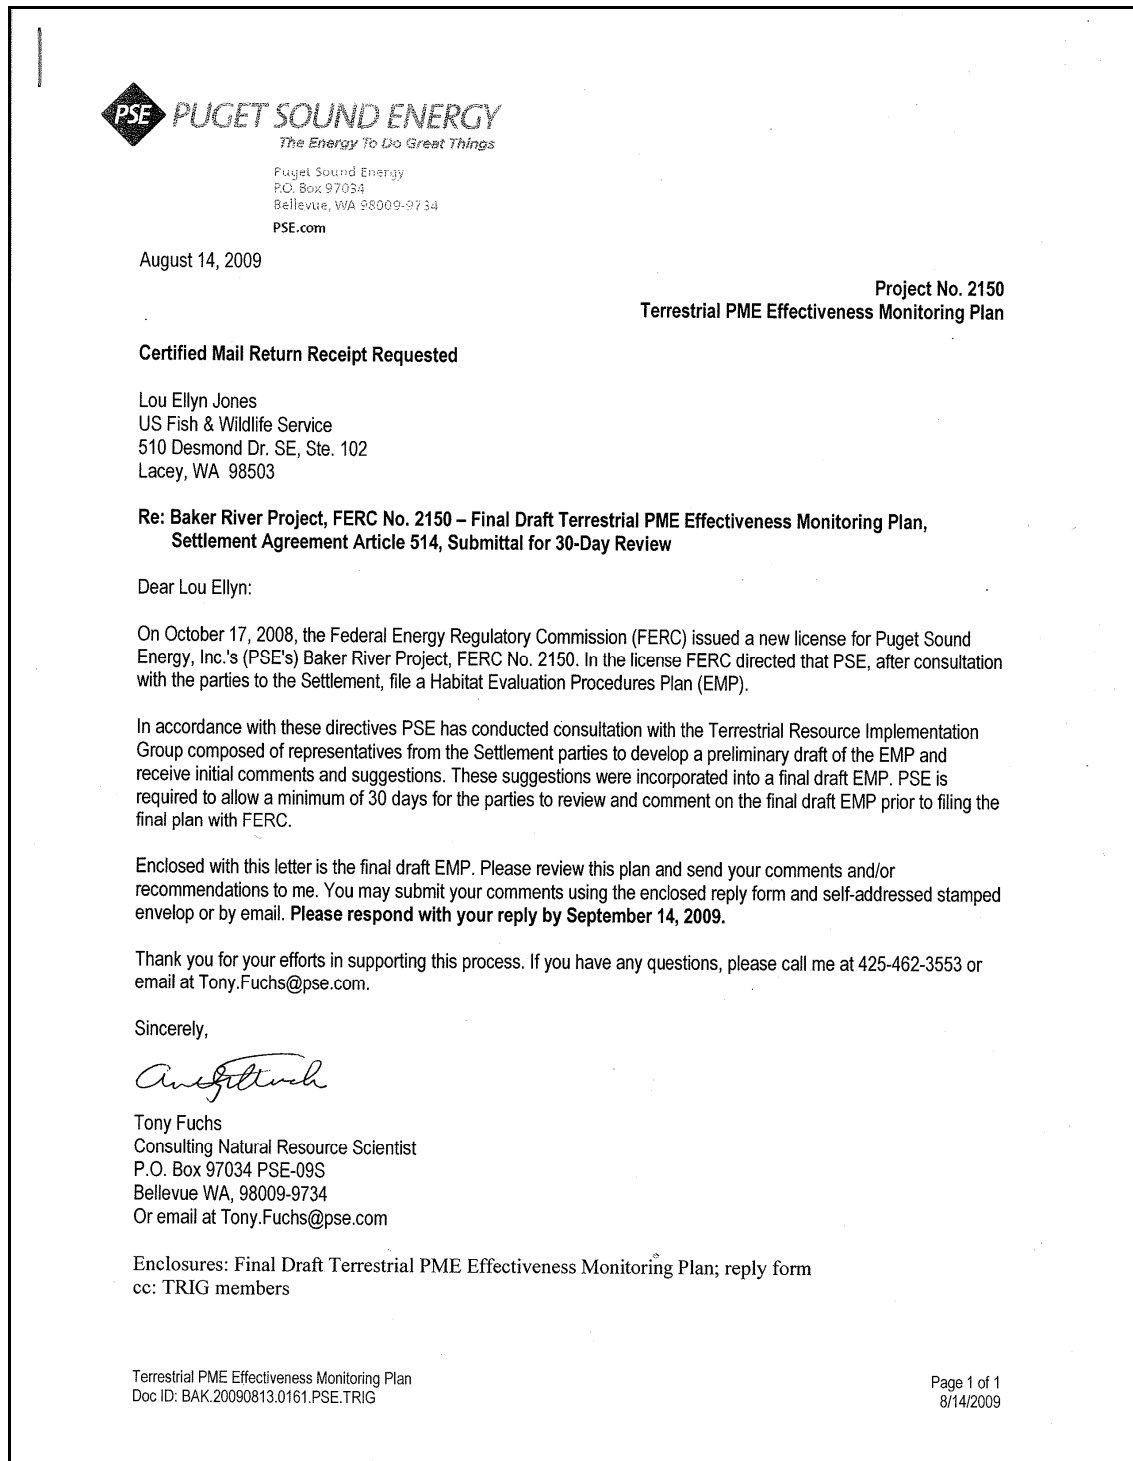 PSE PUGET SOUND ENERGY
The Energy To Do Great Things
Puget Sound Energy
P.O. Box 97034
Bellevue, WA 98009-9734
PSE.com
August 14, 2009
Project No. 2150
Terrestrial PME Effectiveness Monitoring Plan
Certified Mail Return Receipt Requested
Lou Ellyn Jones
US Fish & Wildlife Service
510 Desmond Dr. SE, Ste. 102
Lacey, WA 98503
Re: Baker River Project, FERC No. 2150 – Final Draft Terrestrial PME Effectiveness Monitoring Plan,
Settlement Agreement Article 514, Submittal for 30-Day Review
Dear Lou Ellyn:
On October 17, 2008, the Federal Energy Regulatory Commission (FERC) issued a new license for Puget Sound
Energy, Inc.'s (PSE's) Baker River Project, FERC No. 2150. In the license FERC directed that PSE, after consultation
with the parties to the Settlement, file a Habitat Evaluation Procedures Plan (EMP).
In accordance with these directives PSE has conducted consultation with the Terrestrial Resource Implementation
Group composed of representatives from the Settlement parties to develop a preliminary draft of the EMP and
receive initial comments and suggestions. These suggestions were incorporated into a final draft EMP. PSE is
required to allow a minimum of 30 days for the parties to review and comment on the final draft EMP prior to filing the
final plan with FERC.
Enclosed with this letter is the final draft EMP. Please review this plan and send your comments and/or
recommendations to me. You may submit your comments using the enclosed reply form and self-addressed stamped
envelop or by email. Please respond with your reply by September 14, 2009.
Thank you for your efforts in supporting this process. If you have any questions, please call me at 425-462-3553 or
email at Tony.Fuchs@pse.com.
Sincerely,
Tony Fuchs
Consulting Natural Resource Scientist
P.O. Box 97034 PSE-09S
Bellevue WA, 98009-9734
Or email at Tony.Fuchs@pse.com
Enclosures: Final Draft Terrestrial PME Effectiveness Monitoring Plan; reply form
cc: TRIG members
Terrestrial PME Effectiveness Monitoring Plan
Doc ID: BAK.20090813.0161.PSE.TRIG
Page 1 of 1
8/14/2009